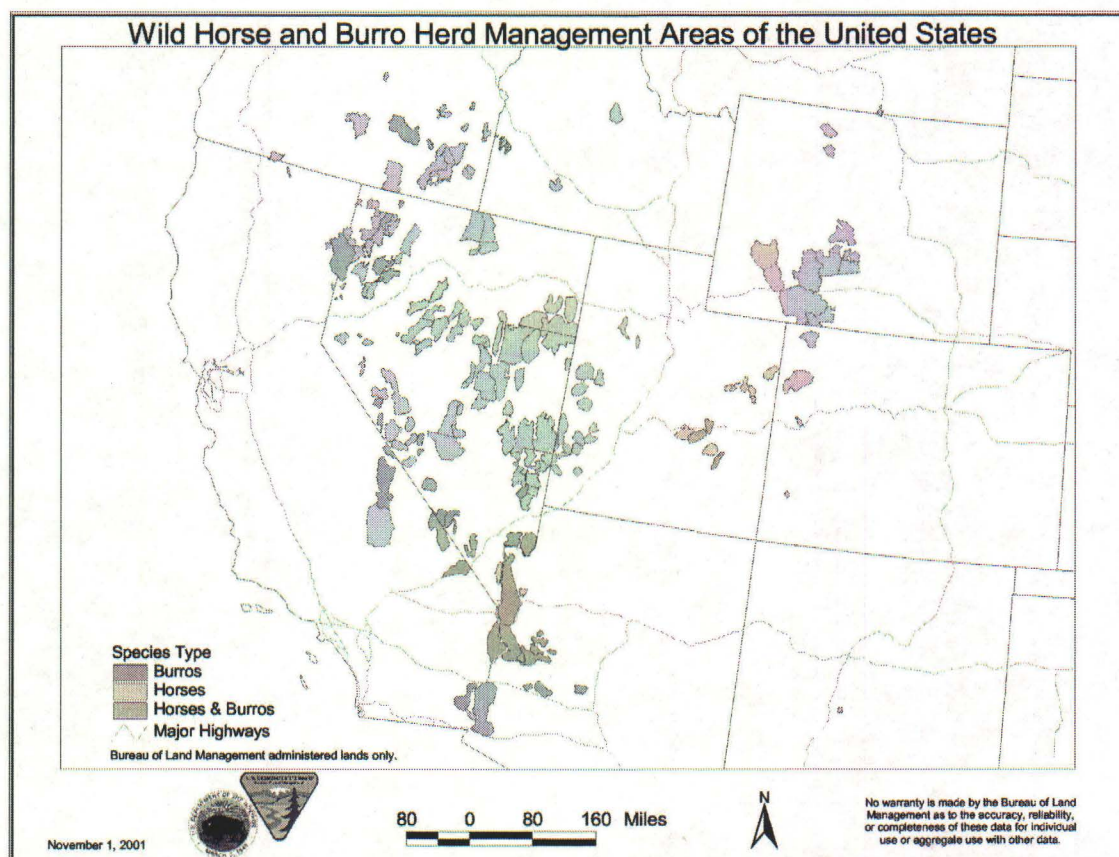 Wild Horse and Burro Herd Management Areas of the United States
Species Type
Burros
Horses
Horses & Burros
Major Highways
Bureau of Land Management administered lands only.
November 1, 2001
80 0 80 160 Miles
N
No warranty is made by the Bureau of Land
Management as to the accuracy, reliability,
or completeness of these data for individual
use or aggregate use with other data.